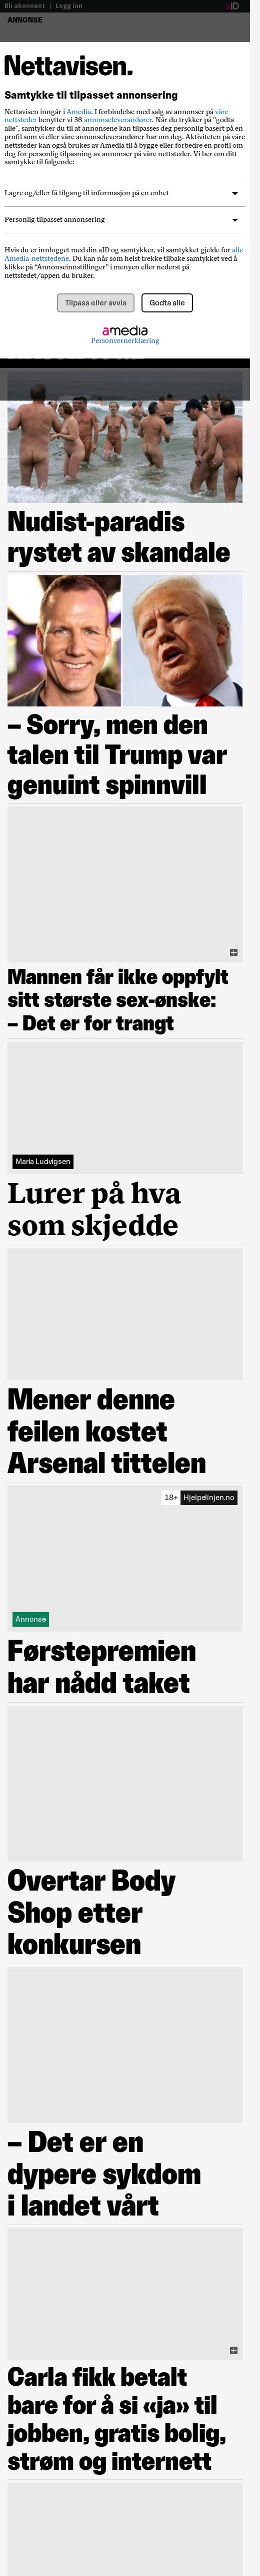 Bli abonnent | Logg inn
aID
ANNONSE
Nettavisen.
Samtykke til tilpasset annonsering
Nettavisen inngår i Amedia. I forbindelse med salg av annonser på våre
nettsteder benytter vi 36 annonseleverandører. Når du trykker på "godta
alle", samtykker du til at annonsene kan tilpasses deg personlig basert på en
profil som vi eller våre annonseleverandører har om deg. Aktiviteten på våre
nettsteder kan også brukes av Amedia til å bygge eller forbedre en profil om
deg for personlig tilpasning av annonser på våre nettsteder. Vi ber om ditt
samtykke til følgende:
Lagre og/eller få tilgang til informasjon på en enhet
Personlig tilpasset annonsering
Hvis du er innlogget med din aID og samtykker, vil samtykket gjelde for alle
Amedia-nettstedene. Du kan når som helst trekke tilbake samtykket ved å
klikke på “Annonseinnstillinger” i menyen eller nederst på
nettstedet/appen du bruker.
Tilpass eller avvis
Godta alle
amedia
Personvernerklæring
Nudist-paradis
rystet av skandale
– Sorry, men den
talen til Trump var
genuint spinnvill
Mannen får ikke oppfylt
sitt største sex-ønske:
– Det er for trangt
Maria Ludvigsen
Lurer på hva
som skjedde
Mener denne
feilen kostet
Arsenal tittelen
18+ Hjelpelinjen.no
Annonse
Førstepremien
har nådd taket
Overtar Body
Shop etter
konkursen
– Det er en
dypere sykdom
i landet vårt
Carla fikk betalt
bare for å si «ja» til
jobben, gratis bolig,
strøm og internett